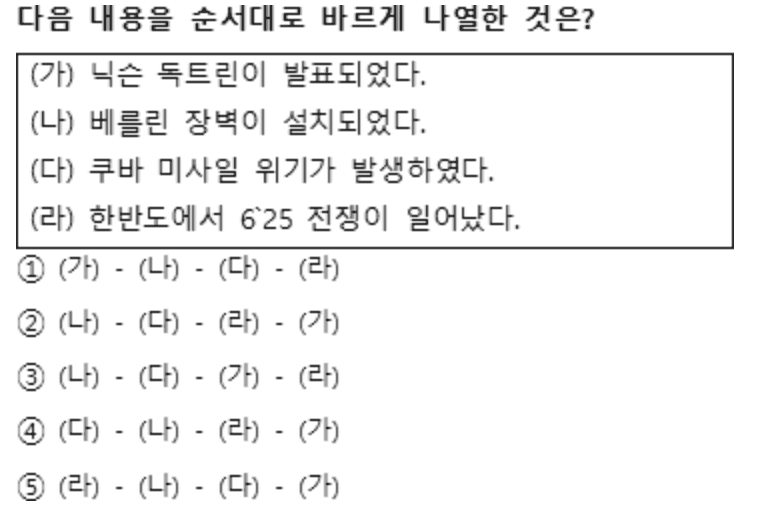 다음 내용을 순서대로 바르게 나열한 것은?
(가) 닉슨 독트린이 발표되었다.
(나) 베를린 장벽이 설치되었다.
(다) 쿠바 미사일 위기가 발생하였다.
(라) 한반도에서 6`25 전쟁이 일어났다.
① (가) - (나) - (다) - (라)
② (나) - (다) - (라) - (가)
③ (나) - (다) - (가) - (라)
④ (다) - (나) - (라) - (가)
⑤ (라) - (나) - (다) - (가)